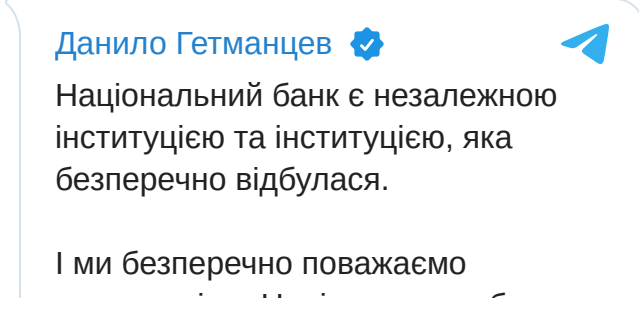 Данило Гетманцев
Національний банк є незалежною
інституцією та інституцією, яка
безперечно відбулася.
І ми безперечно поважаємо